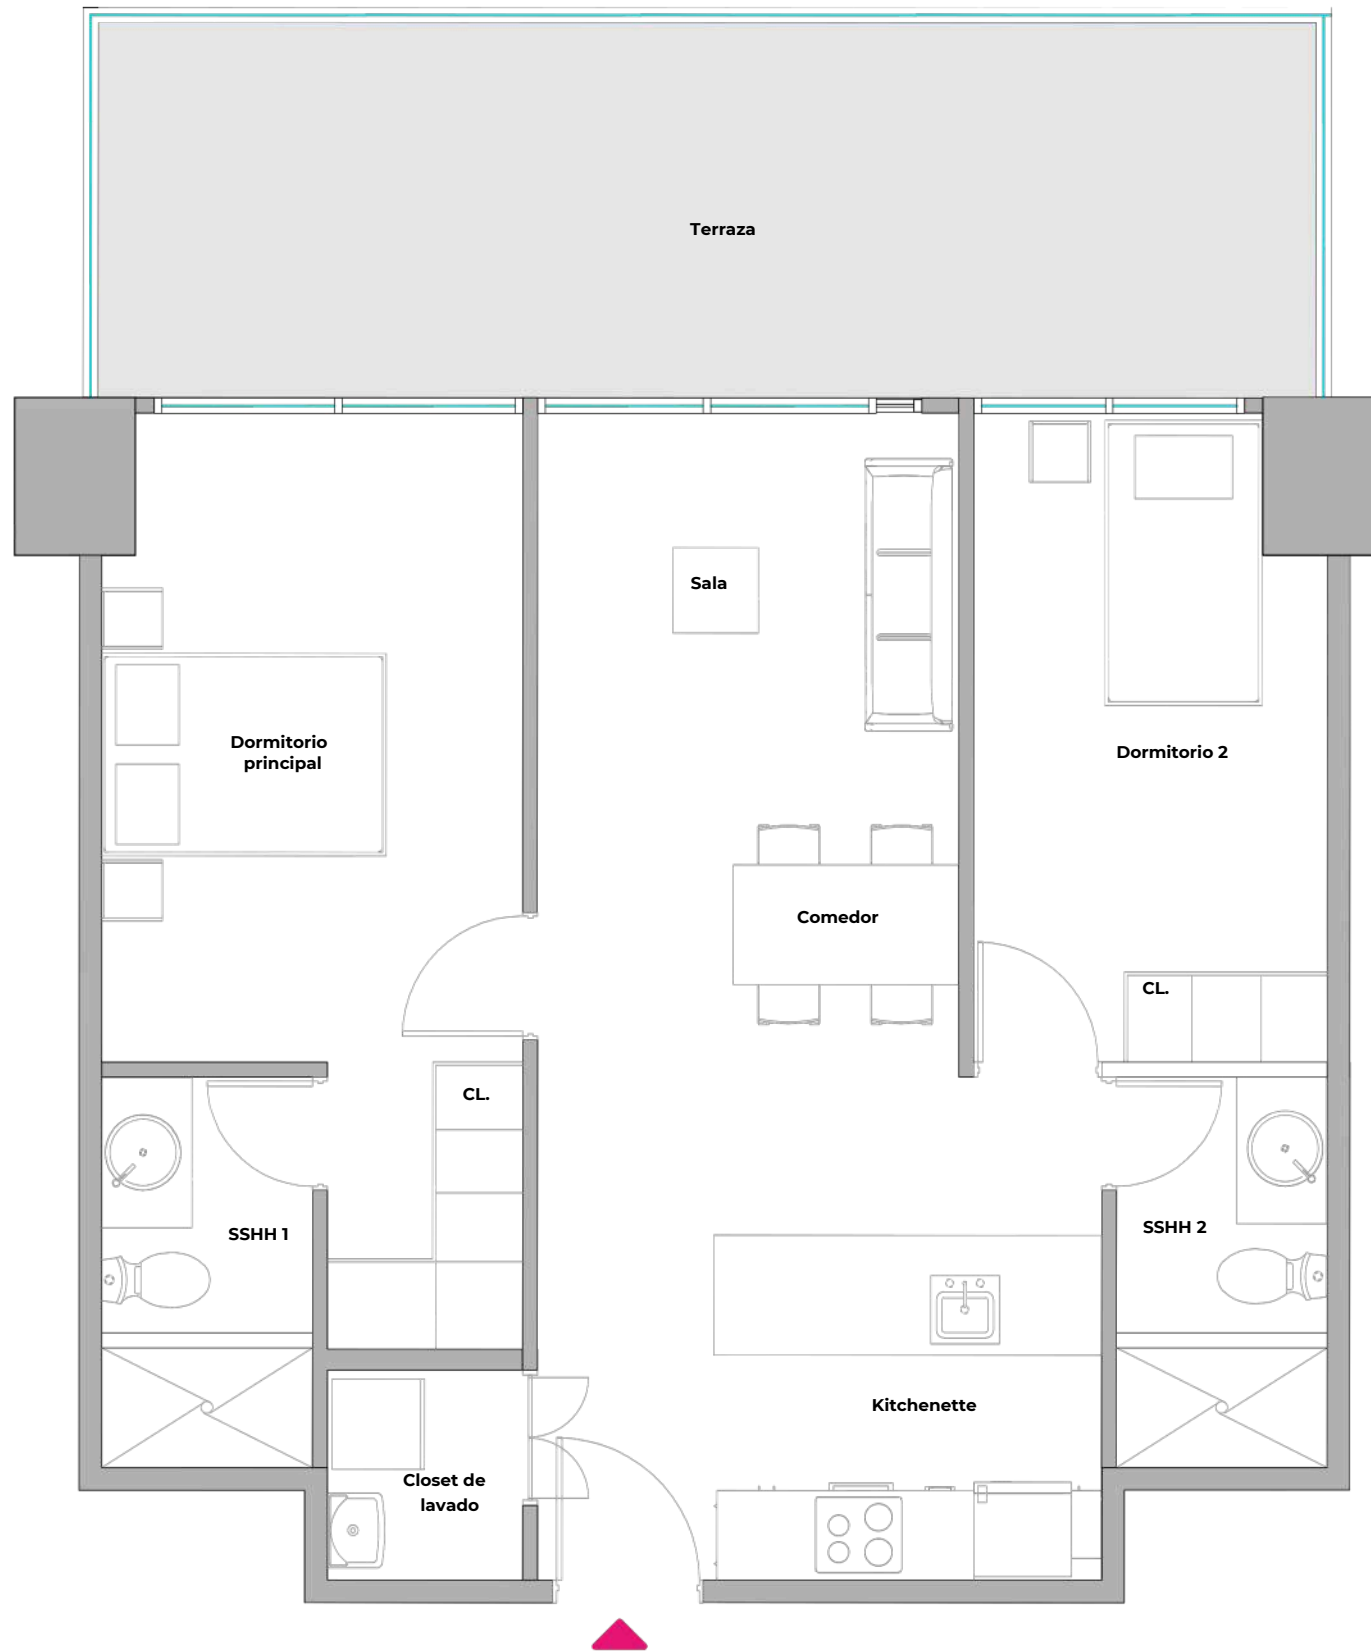 Terraza
Sala
Dormitorio
principal
Dormitorio 2
Comedor
CL.
CL.
SSHH 1
SSHH 2
Kitchenette
Closet de
lavado